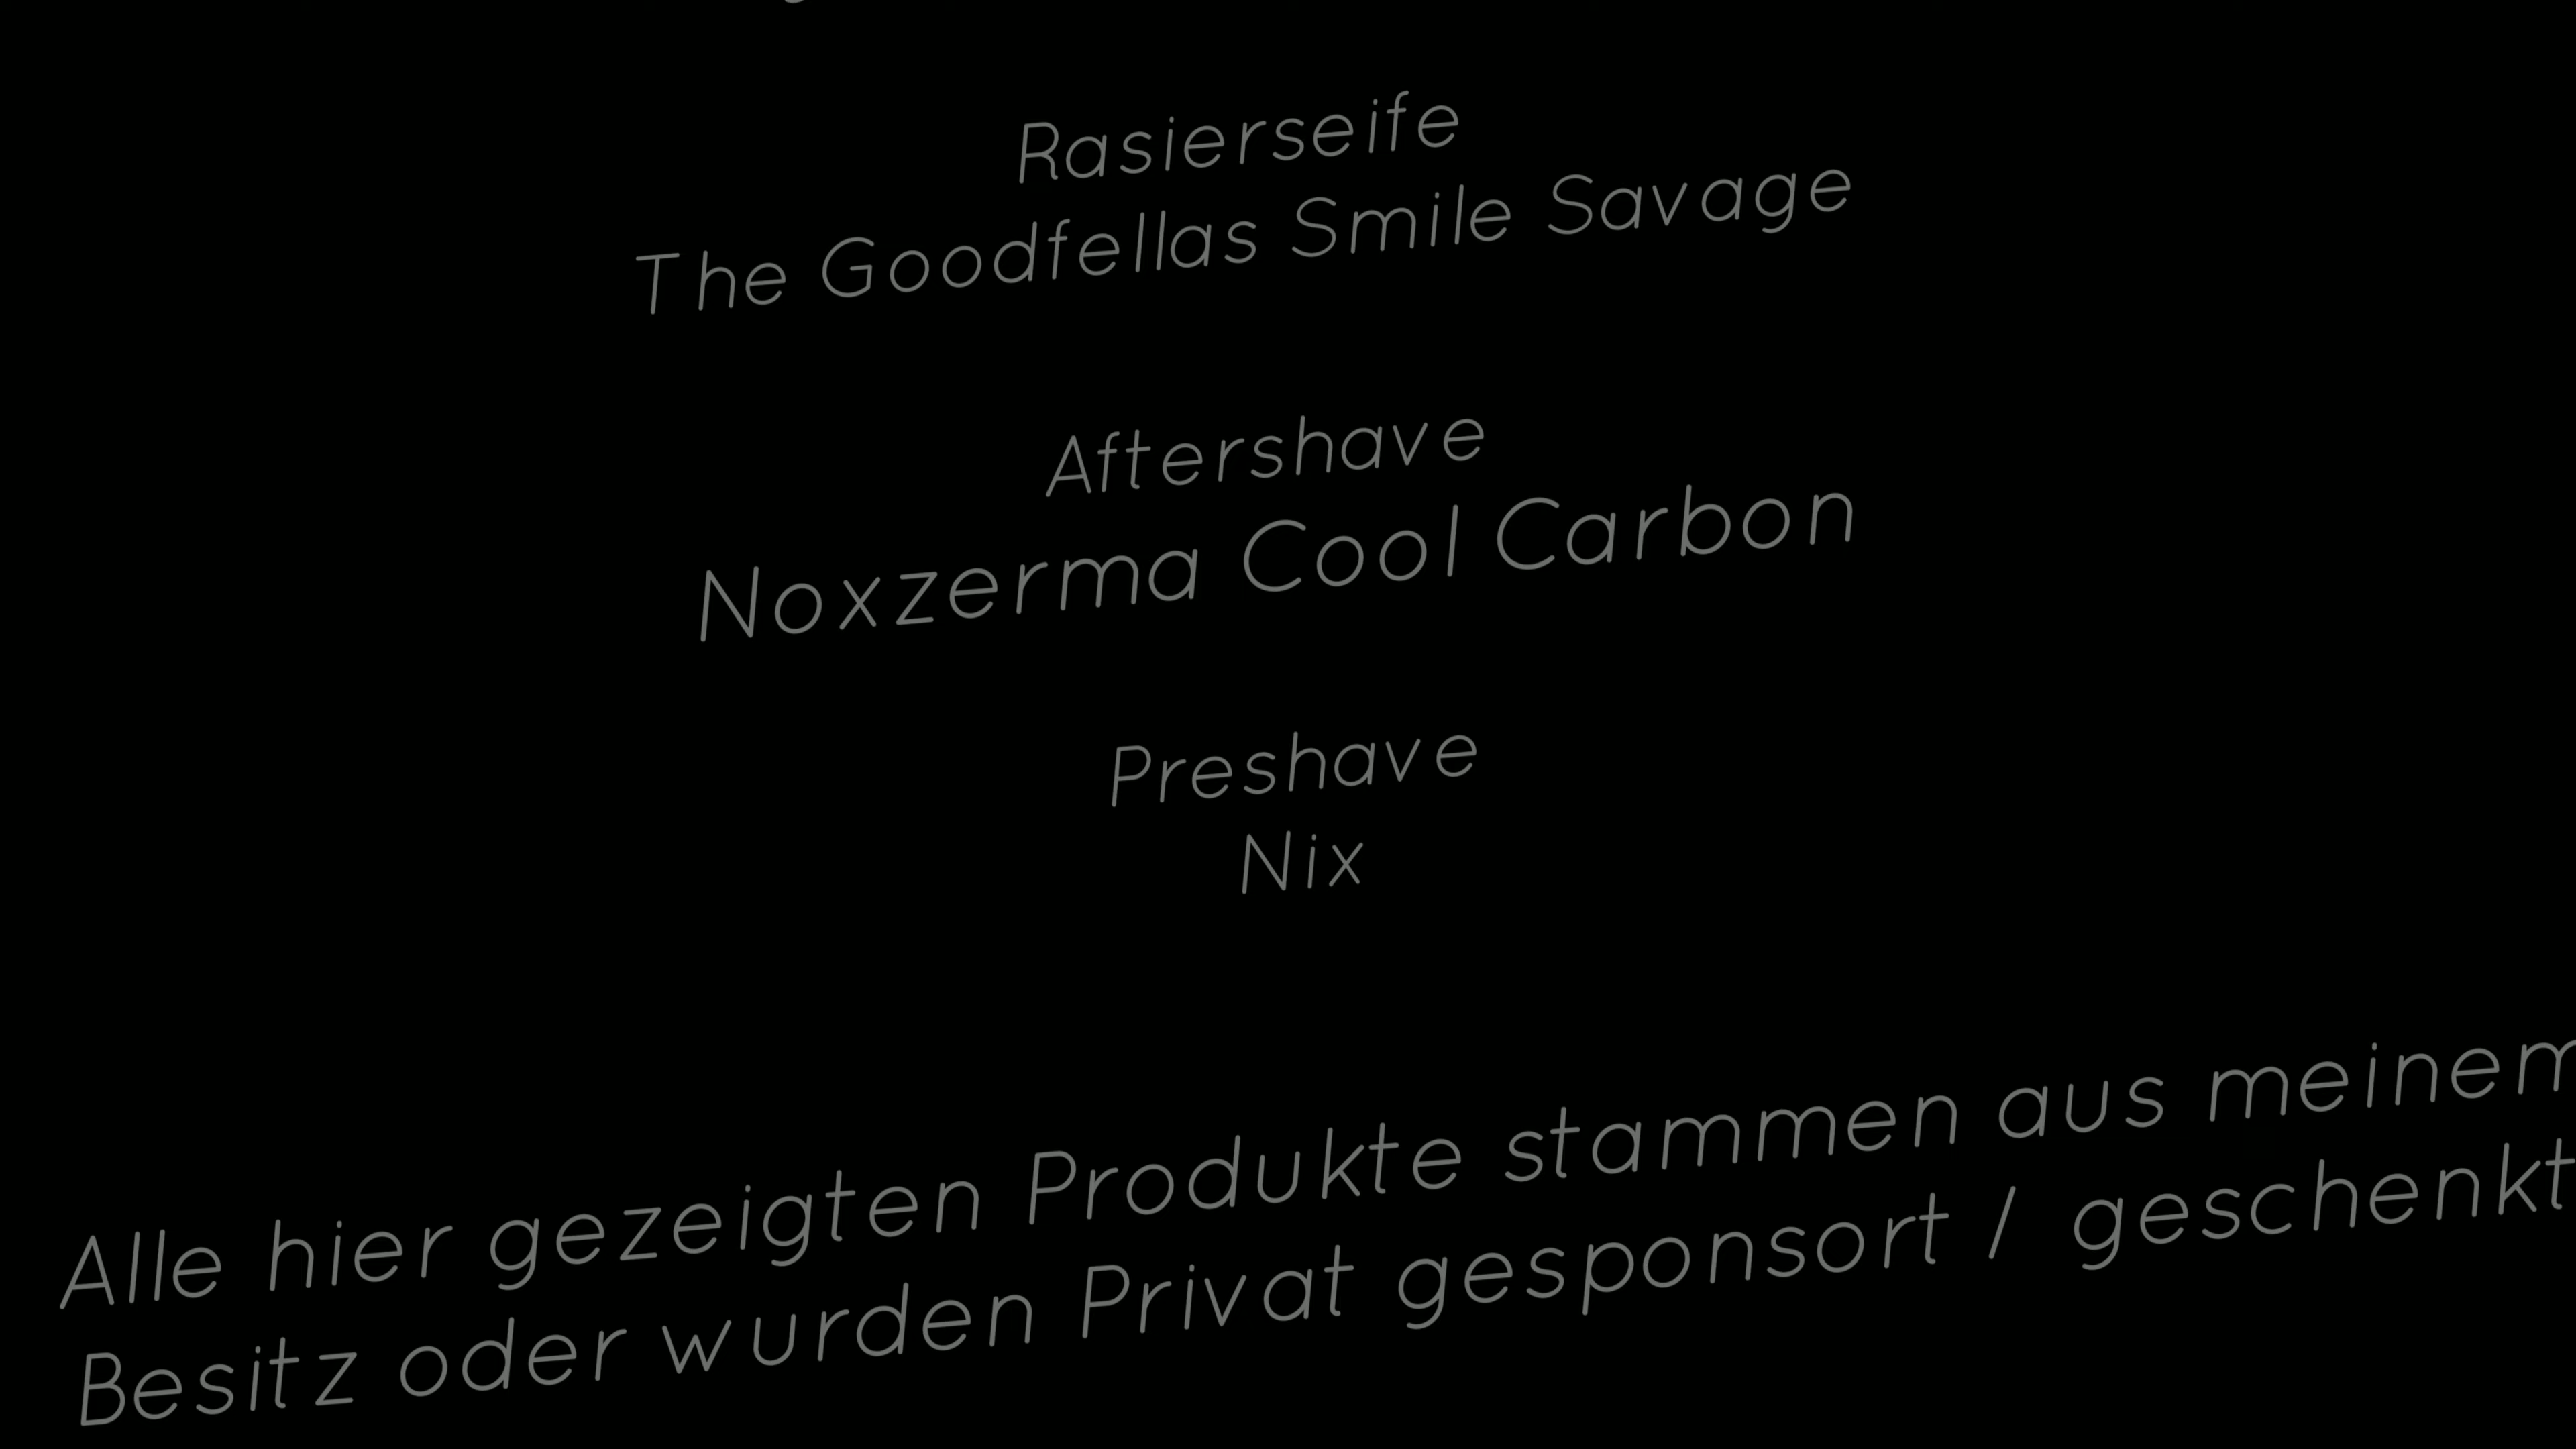 Rasierseife
The Goodfellas Smile Savage
Aftershave
Noxzerma Cool Carbon
Preshave
Nix
Alle hier gezeigten Produkte stammen aus meinem
Besitz oder wurden Privat gesponsort / geschenkt